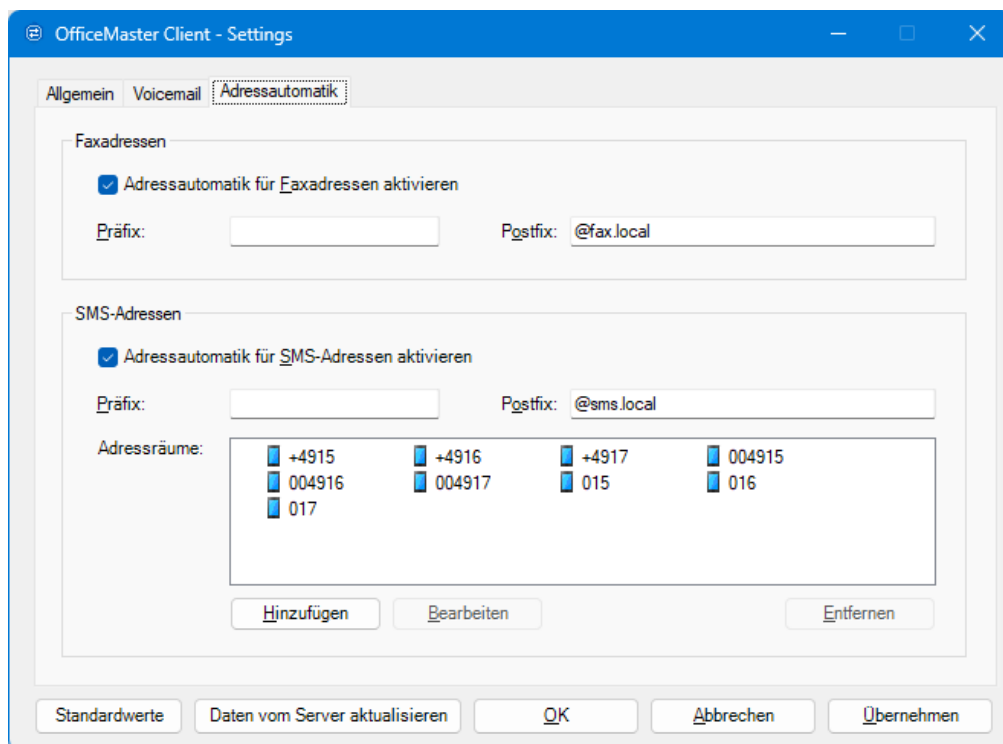 OfficeMaster Client - Settings
Allgemein Voicemail Adressautomatik
Faxadressen
Adressautomatik für Faxadressen aktivieren
Präfix: Postfix: @fax.local
SMS-Adressen
Adressautomatik für SMS-Adressen aktivieren
Präfix: Postfix: @sms.local
Adressräume: +4915 +4916 +4917 004915
004916 004917 015 016
017
Hinzufügen Bearbeiten Entfernen
Standardwerte Daten vom Server aktualisieren OK Abbrechen Übernehmen